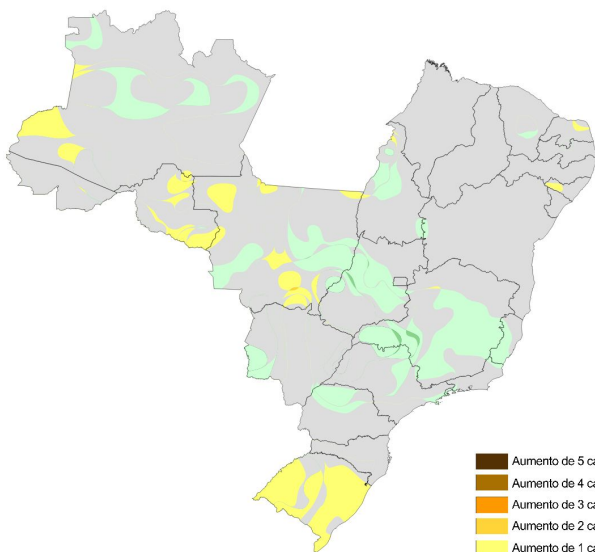 Aumento de 5 ca
Aumento de 4 ca
Aumento de 3 ca
Aumento de 2 ca
Aumento de 1 ca